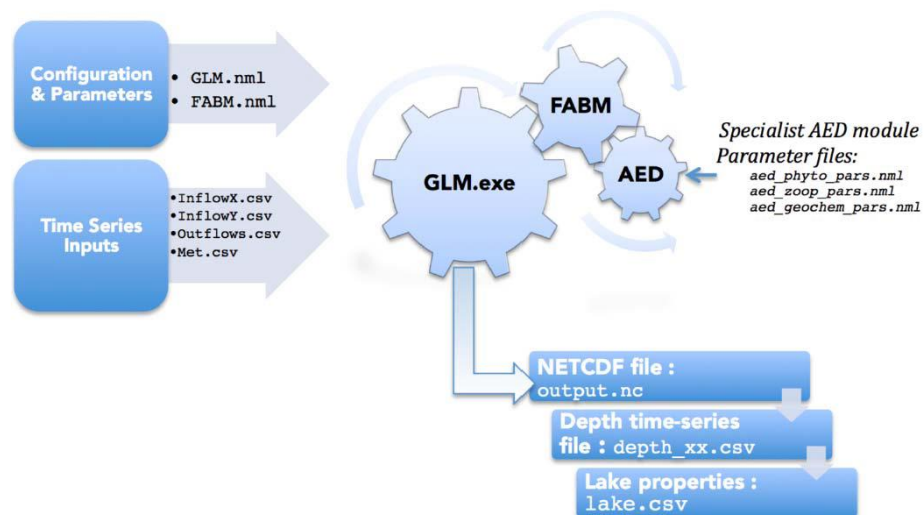 Configuration
& Parameters
• GLM.nml
• FABM.nml
Time Series
Inputs
•InflowX.csv
•InflowY.csv
•Outflows.csv
•Met.csv
GLM.exe
FABM
AED
Specialist AED module
Parameter files:
aed_phyto_pars.nml
aed_zoop_pars.nml
aed_geochem_pars.nml
NETCDF file :
output.nc
Depth time-series
file : depth_xx.csv
Lake properties :
lake.csv